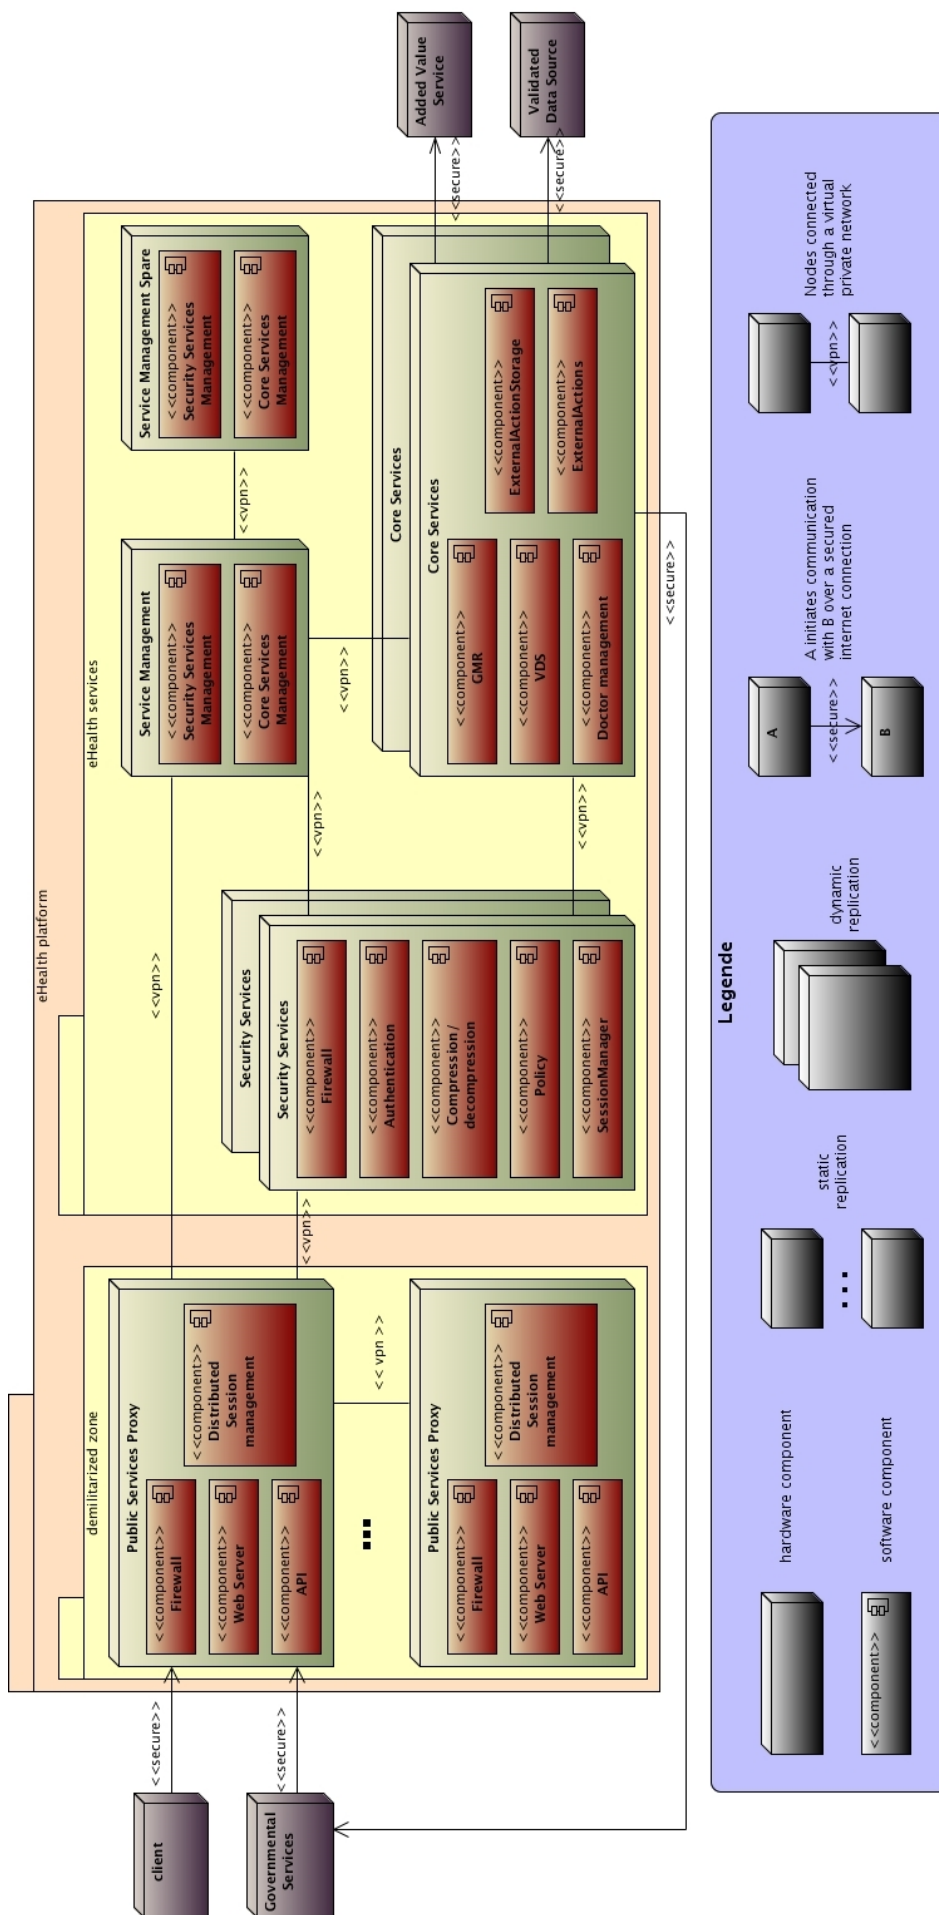 eHealth platform
demilitarized zone
eHealth services
client
<<secure>>
Governmental
Services
<<secure>>
Public Services Proxy
<<component>>
Firewall
<<component>>
Web Server
<<component>>
API
<<component>>
Distributed
Session
management
<< vpn >>
...
Public Services Proxy
<<component>>
Firewall
<<component>>
Web Server
<<component>>
API
<<component>>
Distributed
Session
management
<<vpn>>
<<vpn>>
Security Services
Security Services
<<component>>
Firewall
<<component>>
Authentication
<<component>>
Compression/
decompression
<<component>>
Policy
<<component>>
SessionManager
<<vpn>>
<<vpn>>
Service Management
<<component>>
Security Services
Management
<<component>>
Core Services
Management
<<vpn>>
<<vpn>>
Service Management Spare
<<component>>
Security Services
Management
<<component>>
Core Services
Management
Core Services
Core Services
<<component>>
GMR
<<component>>
VDS
<<component>>
Doctor management
<<component>>
ExternalActionStorage
<<component>>
ExternalActions
<<secure>>
<<secure>>
<<secure>>
Added Value
Service
Validated
Data Source
Legende
hardware component
<<component>>
software component
...
static
replication
dynamic
replication
A
<<secure>>
B
A initiates communication
with B over a secured
internet connection
<<vpn>>
Nodes connected
through a virtual
private network